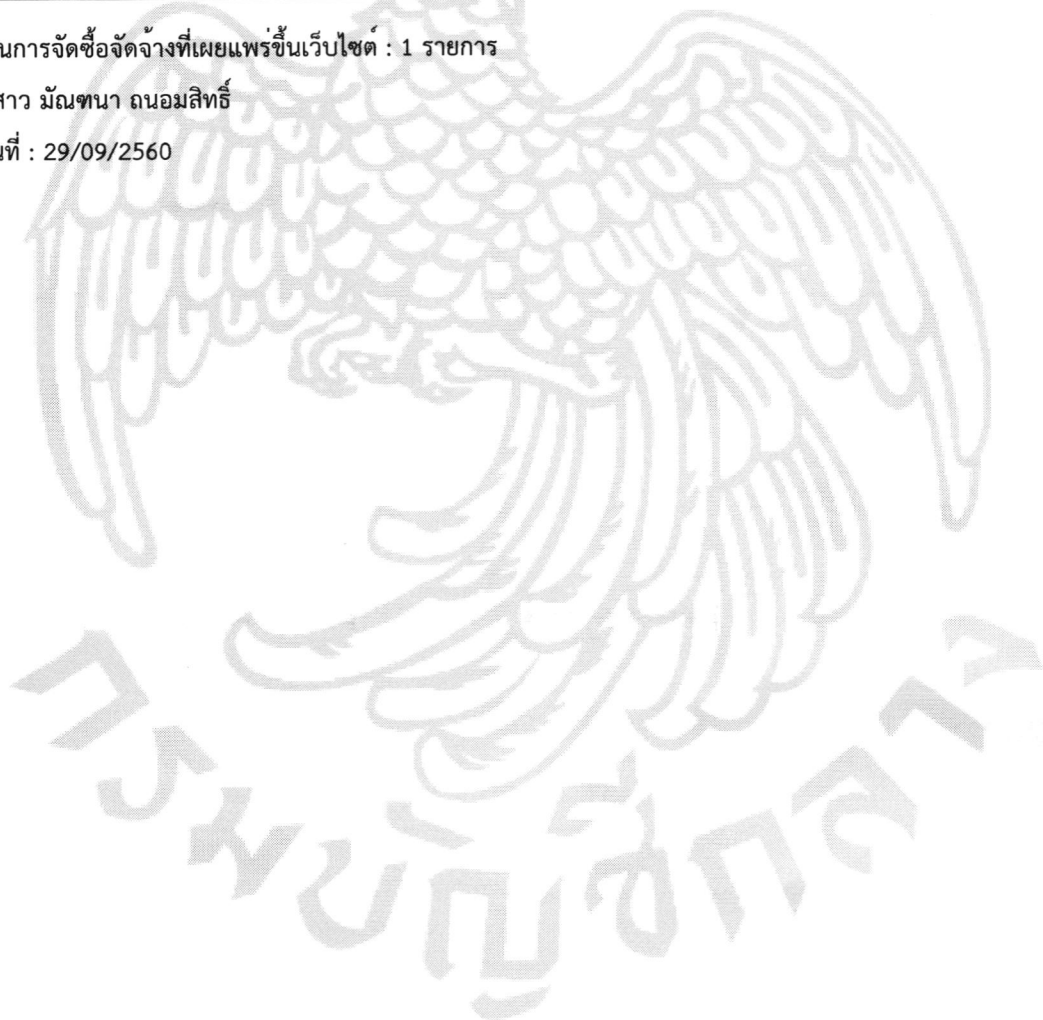 นการจัดซื้อจัดจ้างที่เผยแพร่ขึ้นเว็บไซต์ : 1 รายการ
สาว มัณฑนา ถนอมสิทธิ์
นที่ : 29/09/2560
กรมบัญชีกลาง